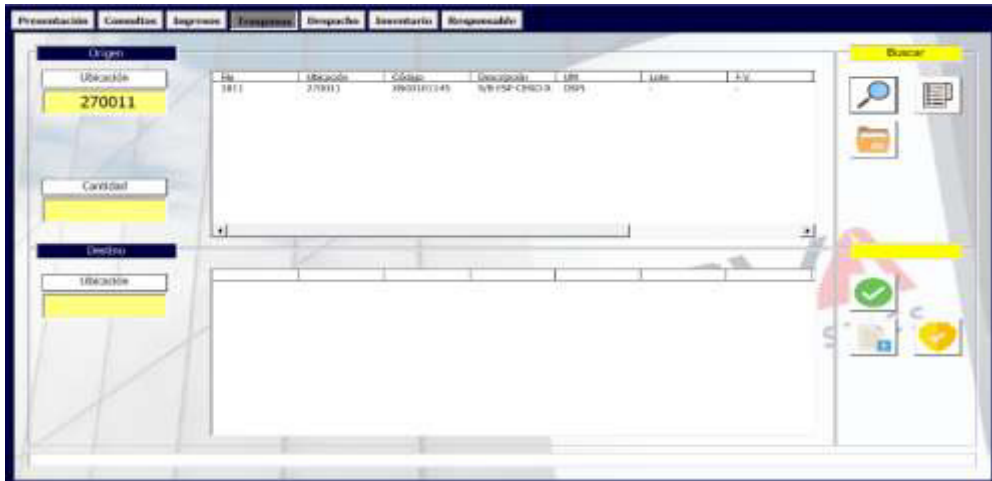 Presentación Consultas Ingresos Traspasos Despacho Inventario Responsable
Origen
Buscar
Ubicación
270011
Fila Ubicación Código Descripción UM Lote F.V.
270011
Cantidad
Destino
Ubicación